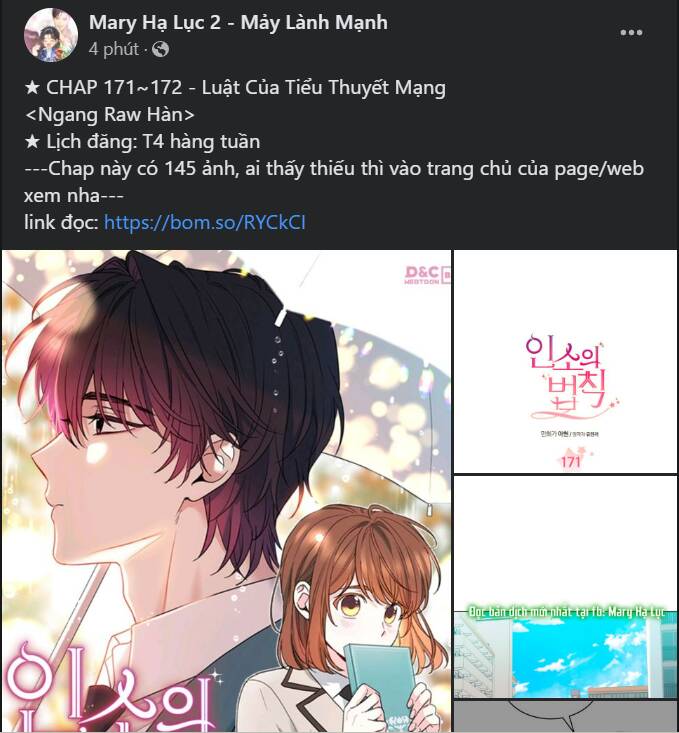 Mary Hạ Lục 2 - Mảy Lành Mạnh
4 phút ·
★ CHAP 171~172 - Luật Của Tiểu Thuyết Mạng
<Ngang Raw Hàn>
★ Lịch đăng: T4 hàng tuần
---Chap này có 145 ảnh, ai thấy thiếu thì vào trang chủ của page/web
xem nha---
link đọc: https://bom.so/RYCkCI
D&C
WEBTOON
인소의
법칙
171
Đọc bản dịch mới nhất tại fb: Mary Hạ Lục
인소의